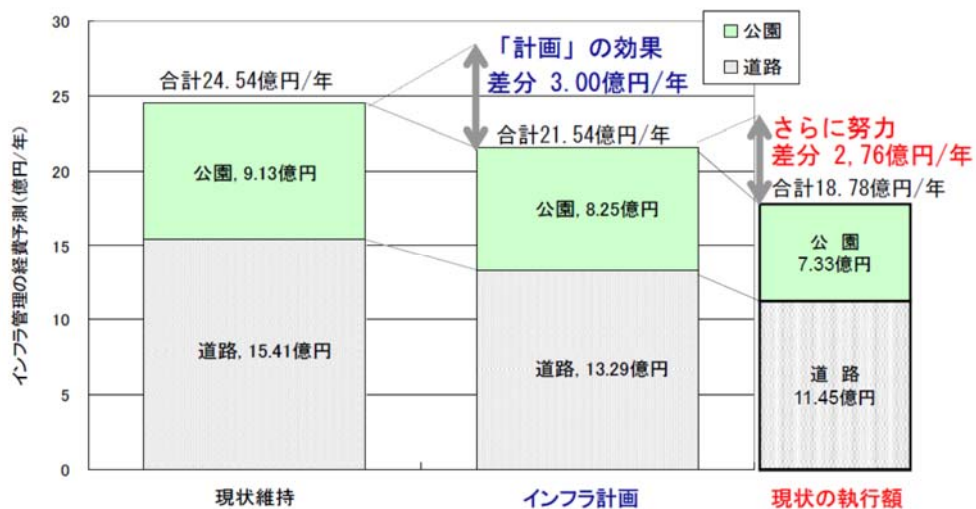 インフラ管理の経費予測(億円/年)
30
25
20
15
10
5
0
公園
道路
合計24.54億円/年
公園, 9.13億円
道路, 15.41億円
現状維持
「計画」の効果
差分 3.00億円/年
合計21.54億円/年
公園, 8.25億円
道路, 13.29億円
インフラ計画
さらに努力
差分 2,76億円/年
合計18.78億円/年
公 園
7.33億円
道 路
11.45億円
現状の執行額